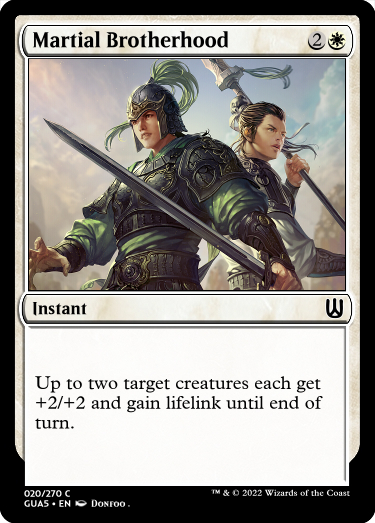 Martial Brotherhood 2
Instant
Up to two target creatures each get
+2/+2 and gain lifelink until end of
turn.
020/270 C
GUA5 • EN DONFOO .
™ & © 2022 Wizards of the Coast